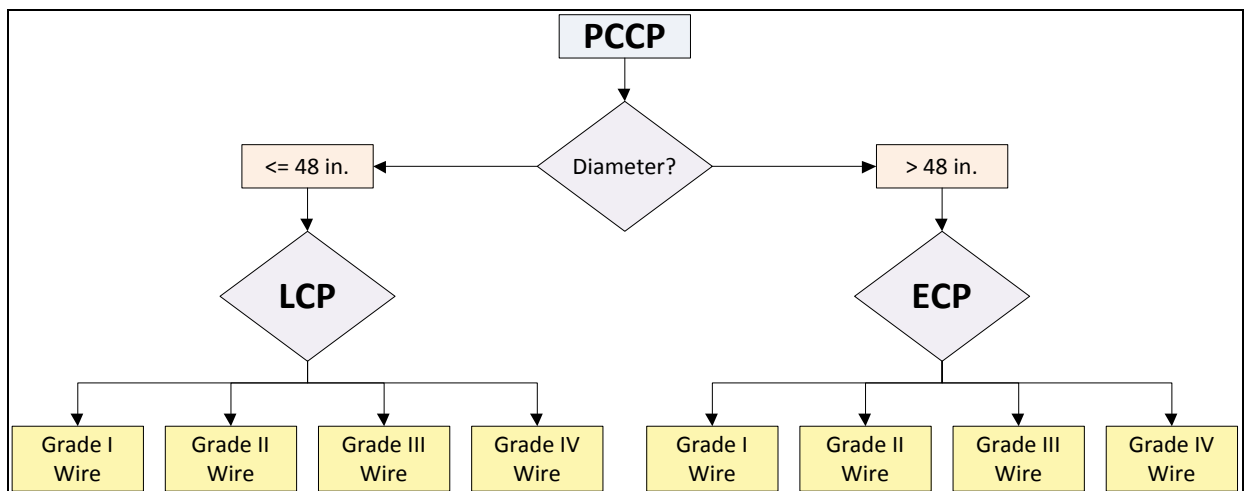 PCCP
Diameter?
<= 48 in.
> 48 in.
LCP
ECP
Grade I
Wire
Grade II
Wire
Grade III
Wire
Grade IV
Wire
Grade I
Wire
Grade II
Wire
Grade III
Wire
Grade IV
Wire